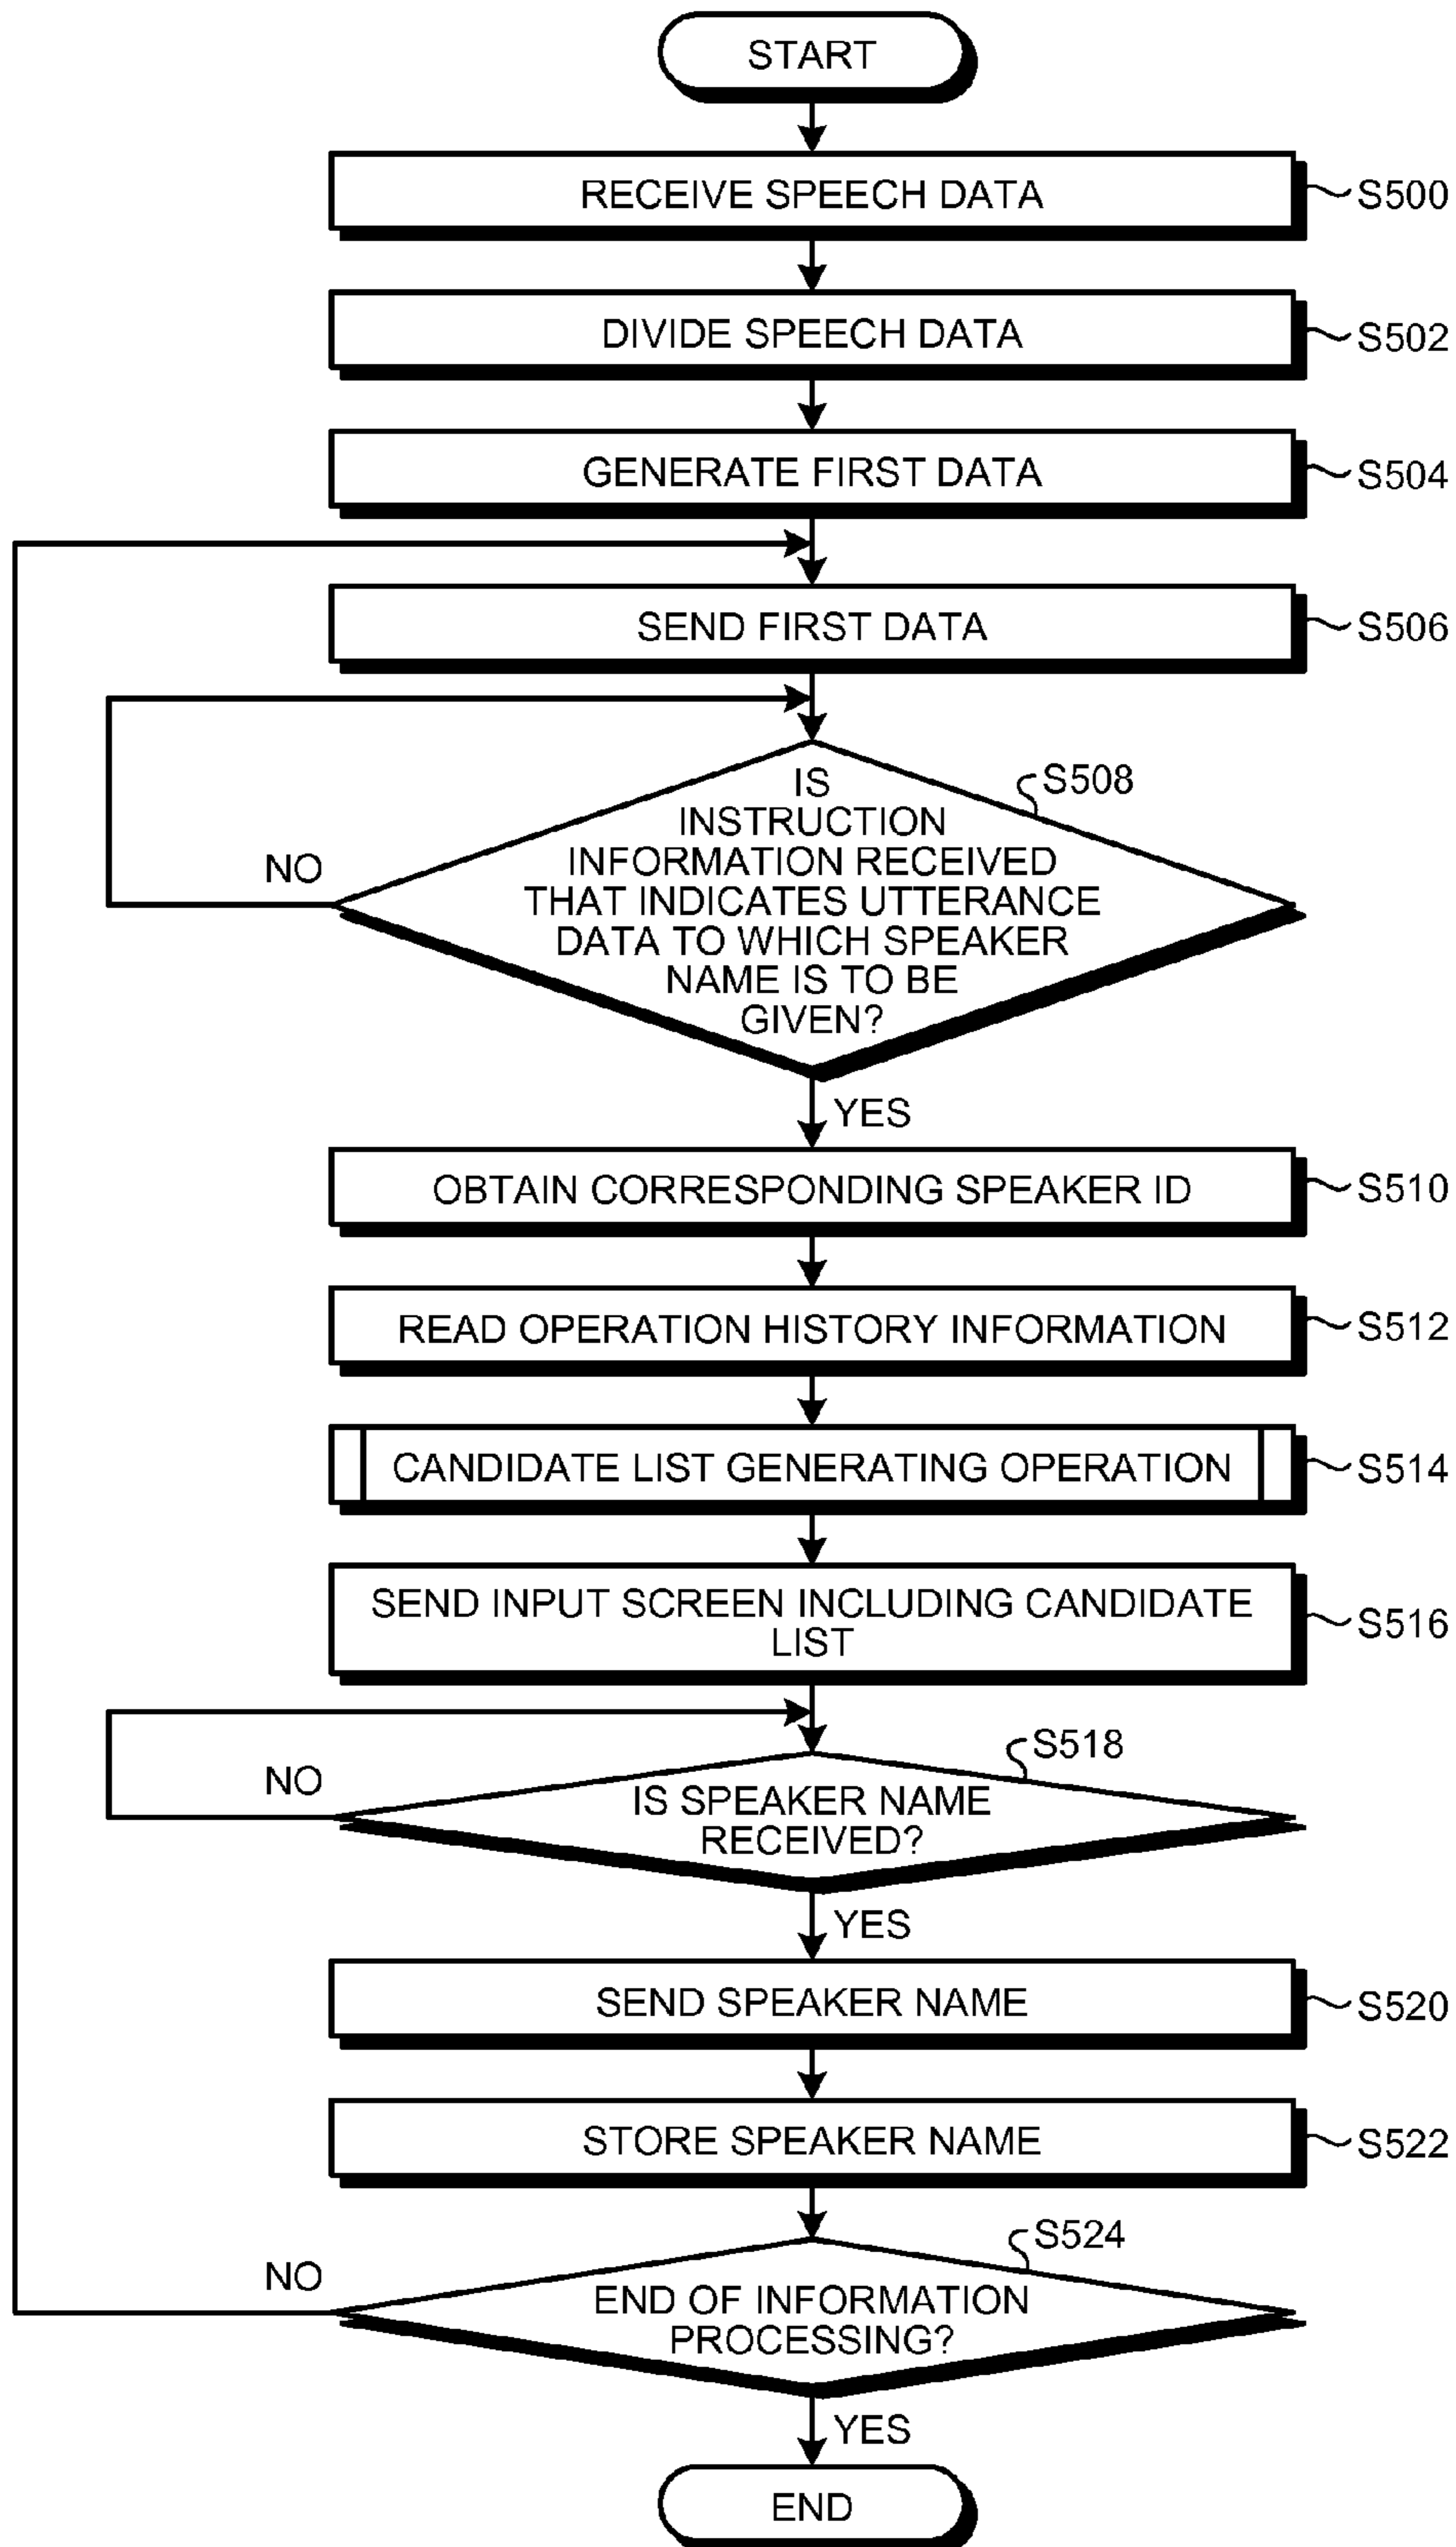 START
RECEIVE SPEECH DATA
S500
DIVIDE SPEECH DATA
S502
GENERATE FIRST DATA
S504
SEND FIRST DATA
S506
IS
S508
INSTRUCTION
INFORMATION RECEIVED
NO
THAT INDICATES UTTERANCE
DATA TO WHICH SPEAKER
NAME IS TO BE
GIVEN?
YES
OBTAIN CORRESPONDING SPEAKER ID
S510
READ OPERATION HISTORY INFORMATION
S512
CANDIDATE LIST GENERATING OPERATION
S514
SEND INPUT SCREEN INCLUDING CANDIDATE
LIST
S516
S518
NO
IS SPEAKER NAME
RECEIVED?
YES
SEND SPEAKER NAME
S520
STORE SPEAKER NAME
S522
S524
NO
END OF INFORMATION
PROCESSING?
YES
END